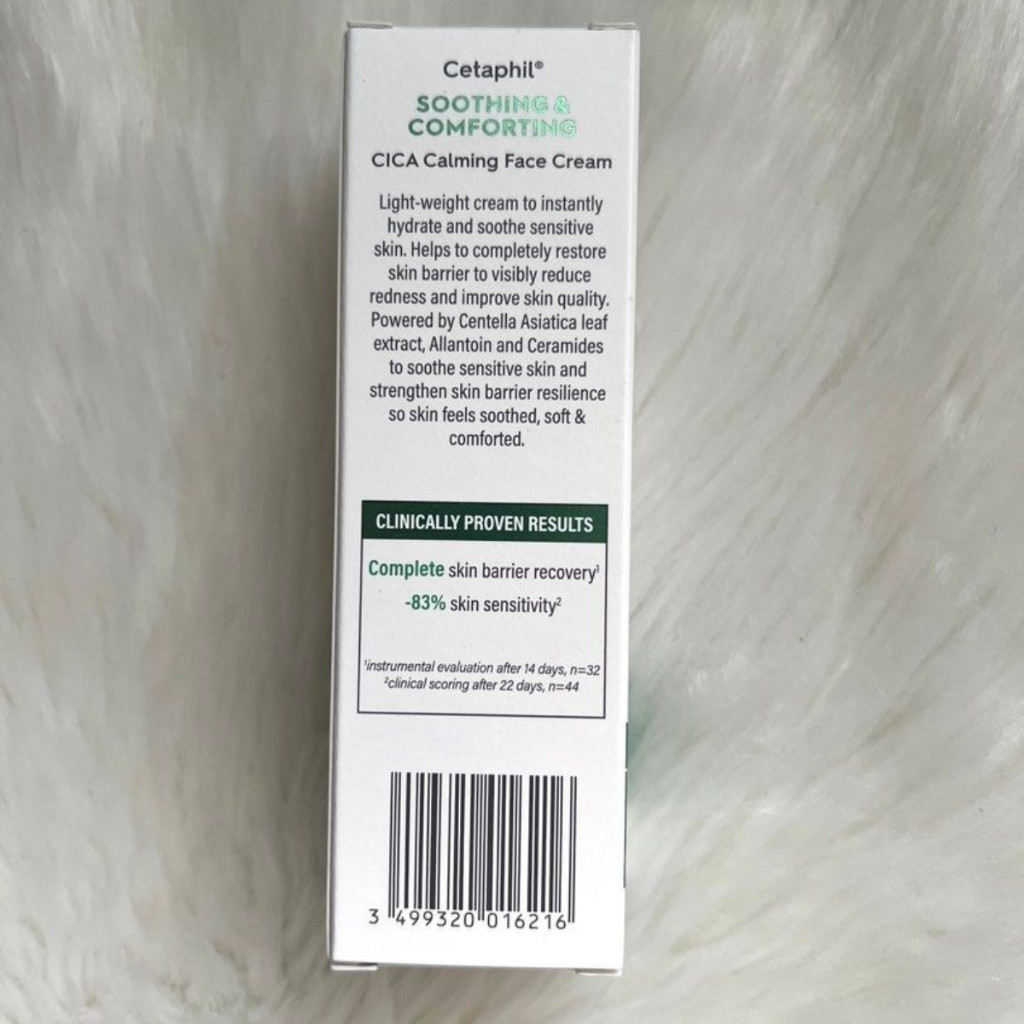 Cetaphil®
SOOTHING &
COMFORTING
CICA Calming Face Cream
Light-weight cream to instantly
hydrate and soothe sensitive
skin. Helps to completely restore
skin barrier to visibly reduce
redness and improve skin quality.
Powered by Centella Asiatica leaf
extract, Allantoin and Ceramides
to soothe sensitive skin and
strengthen skin barrier resilience
so skin feels soothed, soft &
comforted.
CLINICALLY PROVEN RESULTS
Complete skin barrier recovery¹
-83% skin sensitivity²
¹instrumental evaluation after 14 days, n=32
²clinical scoring after 22 days, n=44
3 499320 016216